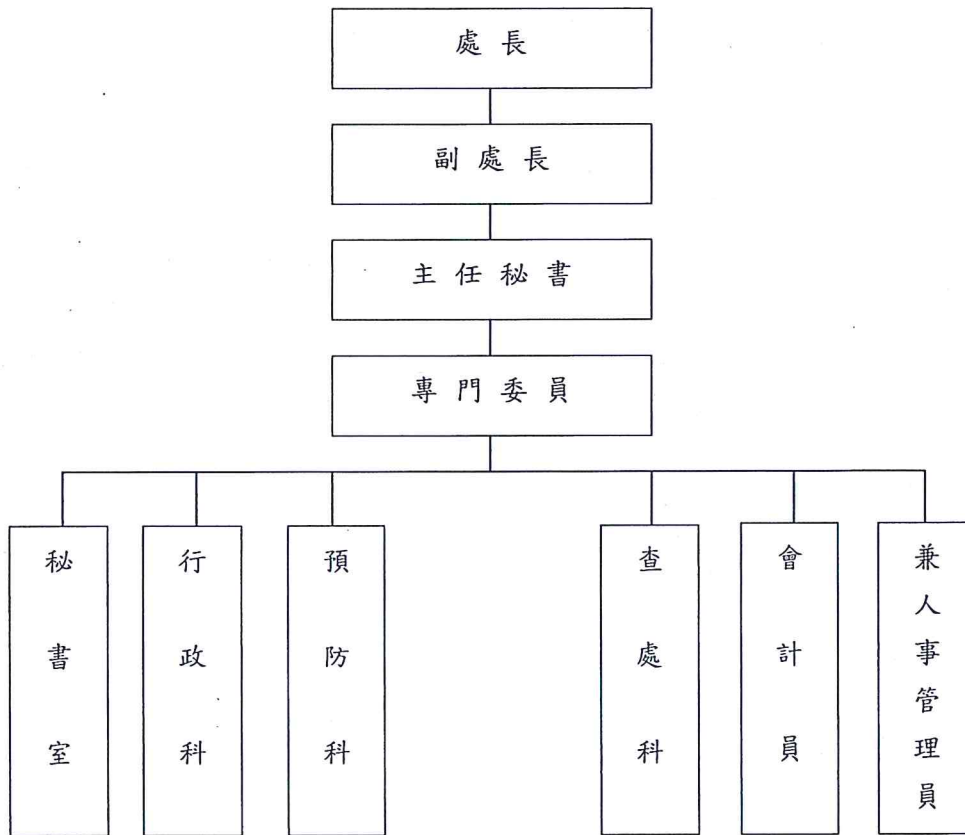 處長
副處長
主任秘書
專門委員
秘書室
行政科
預防科
查處科
會計員
兼人事管理員